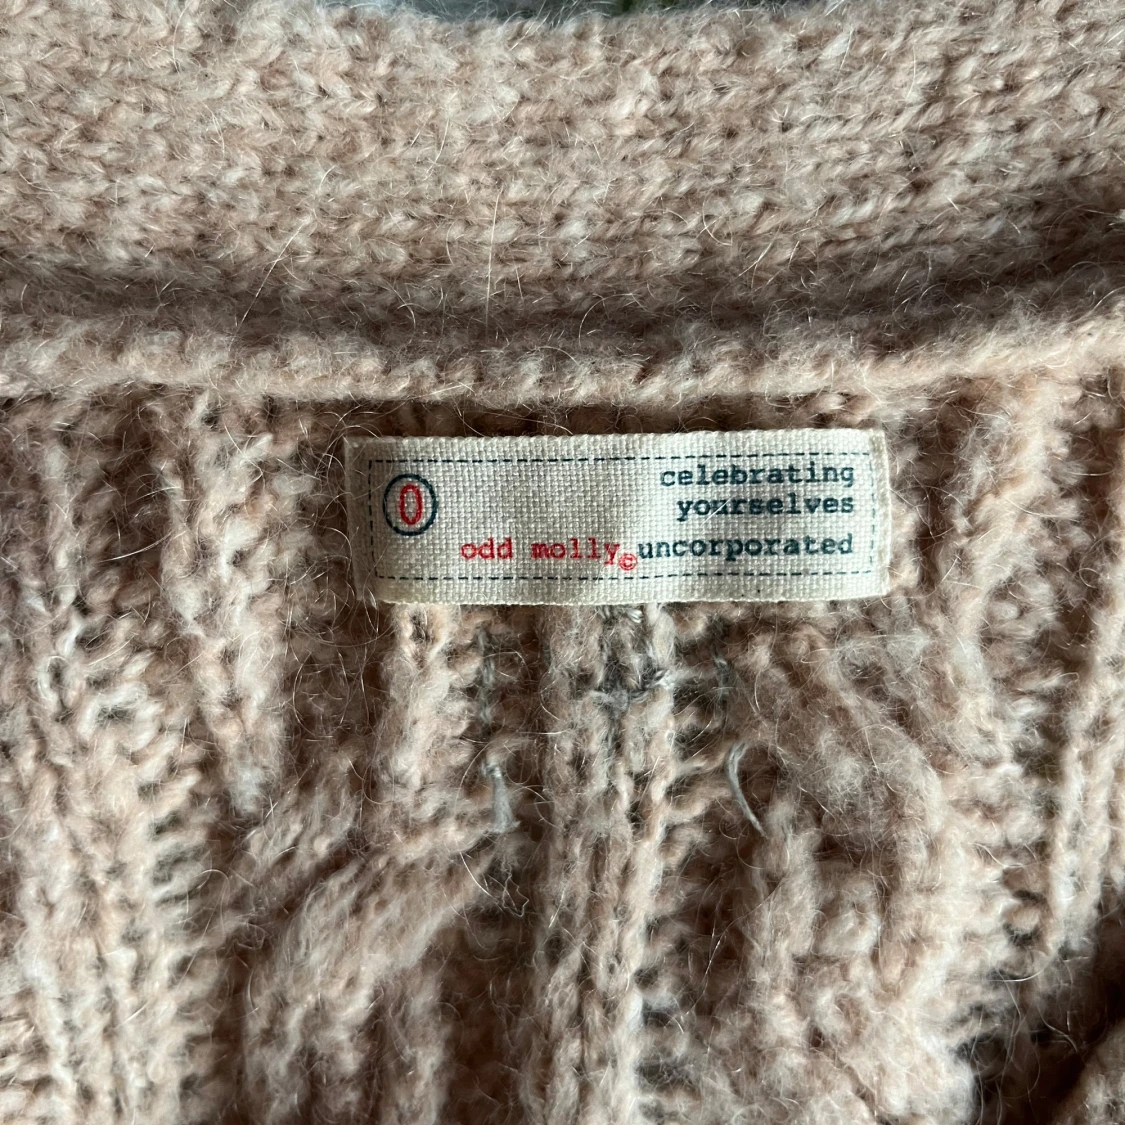 0
celebrating
yourselves
odd molly© uncorporated